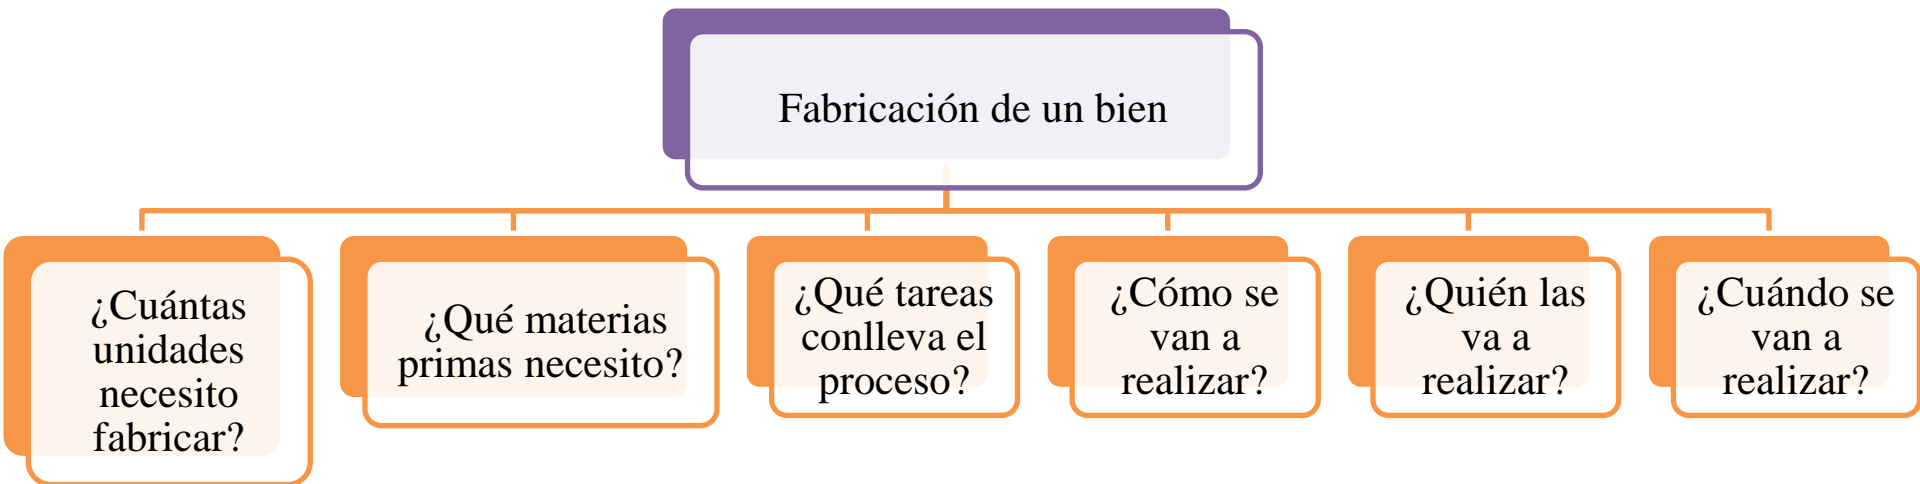 Fabricación de un bien
¿Cuántas
unidades
necesito
fabricar?
¿Qué materias
primas necesito?
¿Qué tareas
conlleva el
proceso?
¿Cómo se
van a
realizar?
¿Quién las
va a
realizar?
¿Cuándo se
van a
realizar?